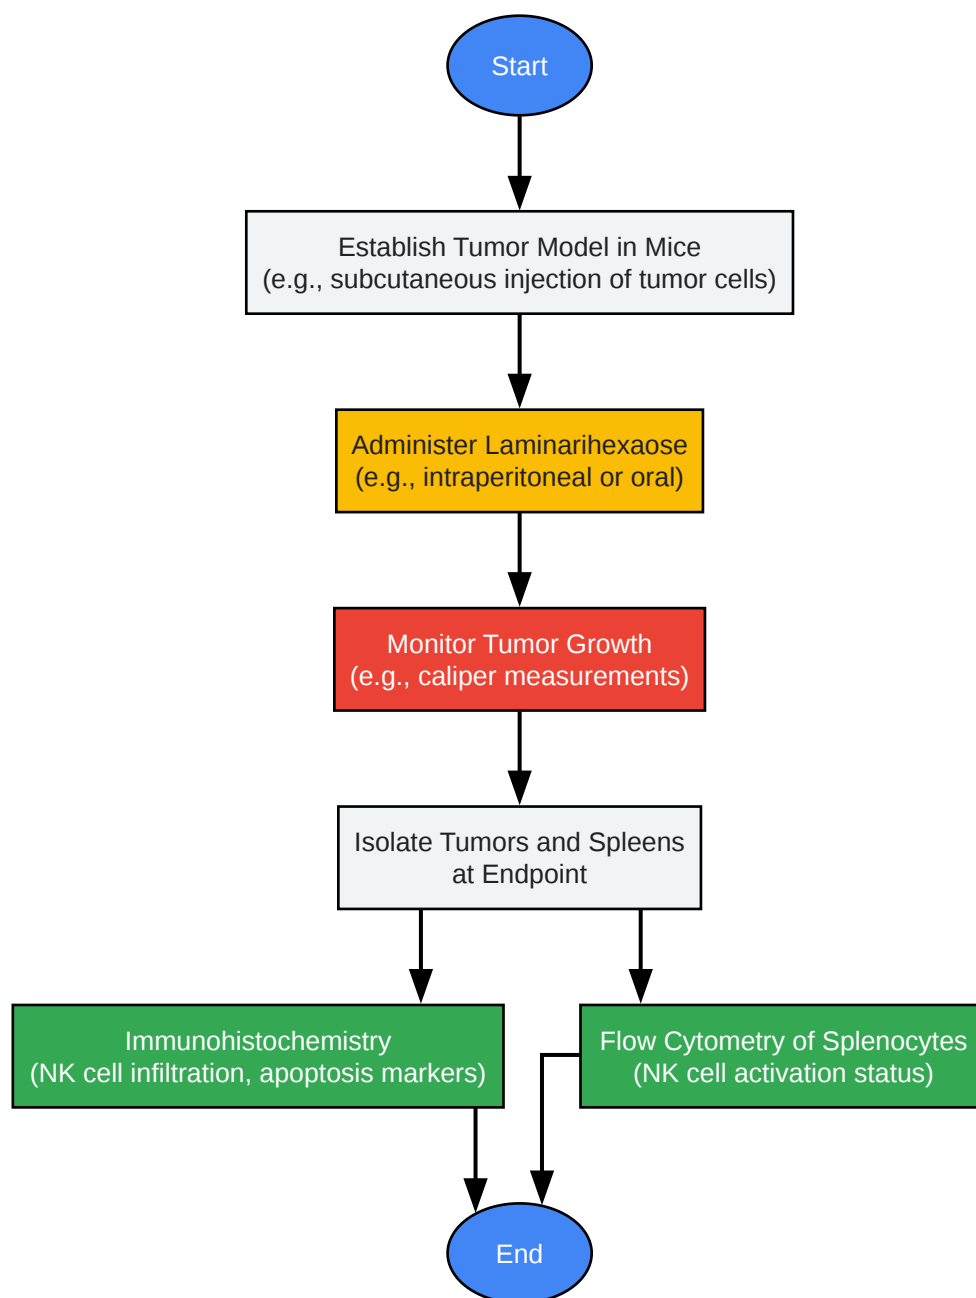 Start
Establish Tumor Model in Mice
(e.g., subcutaneous injection of tumor cells)
Administer Laminarihexaose
(e.g., intraperitoneal or oral)
Monitor Tumor Growth
(e.g., caliper measurements)
Isolate Tumors and Spleens
at Endpoint
Immunohistochemistry
(NK cell infiltration, apoptosis markers)
Flow Cytometry of Splenocytes
(NK cell activation status)
End